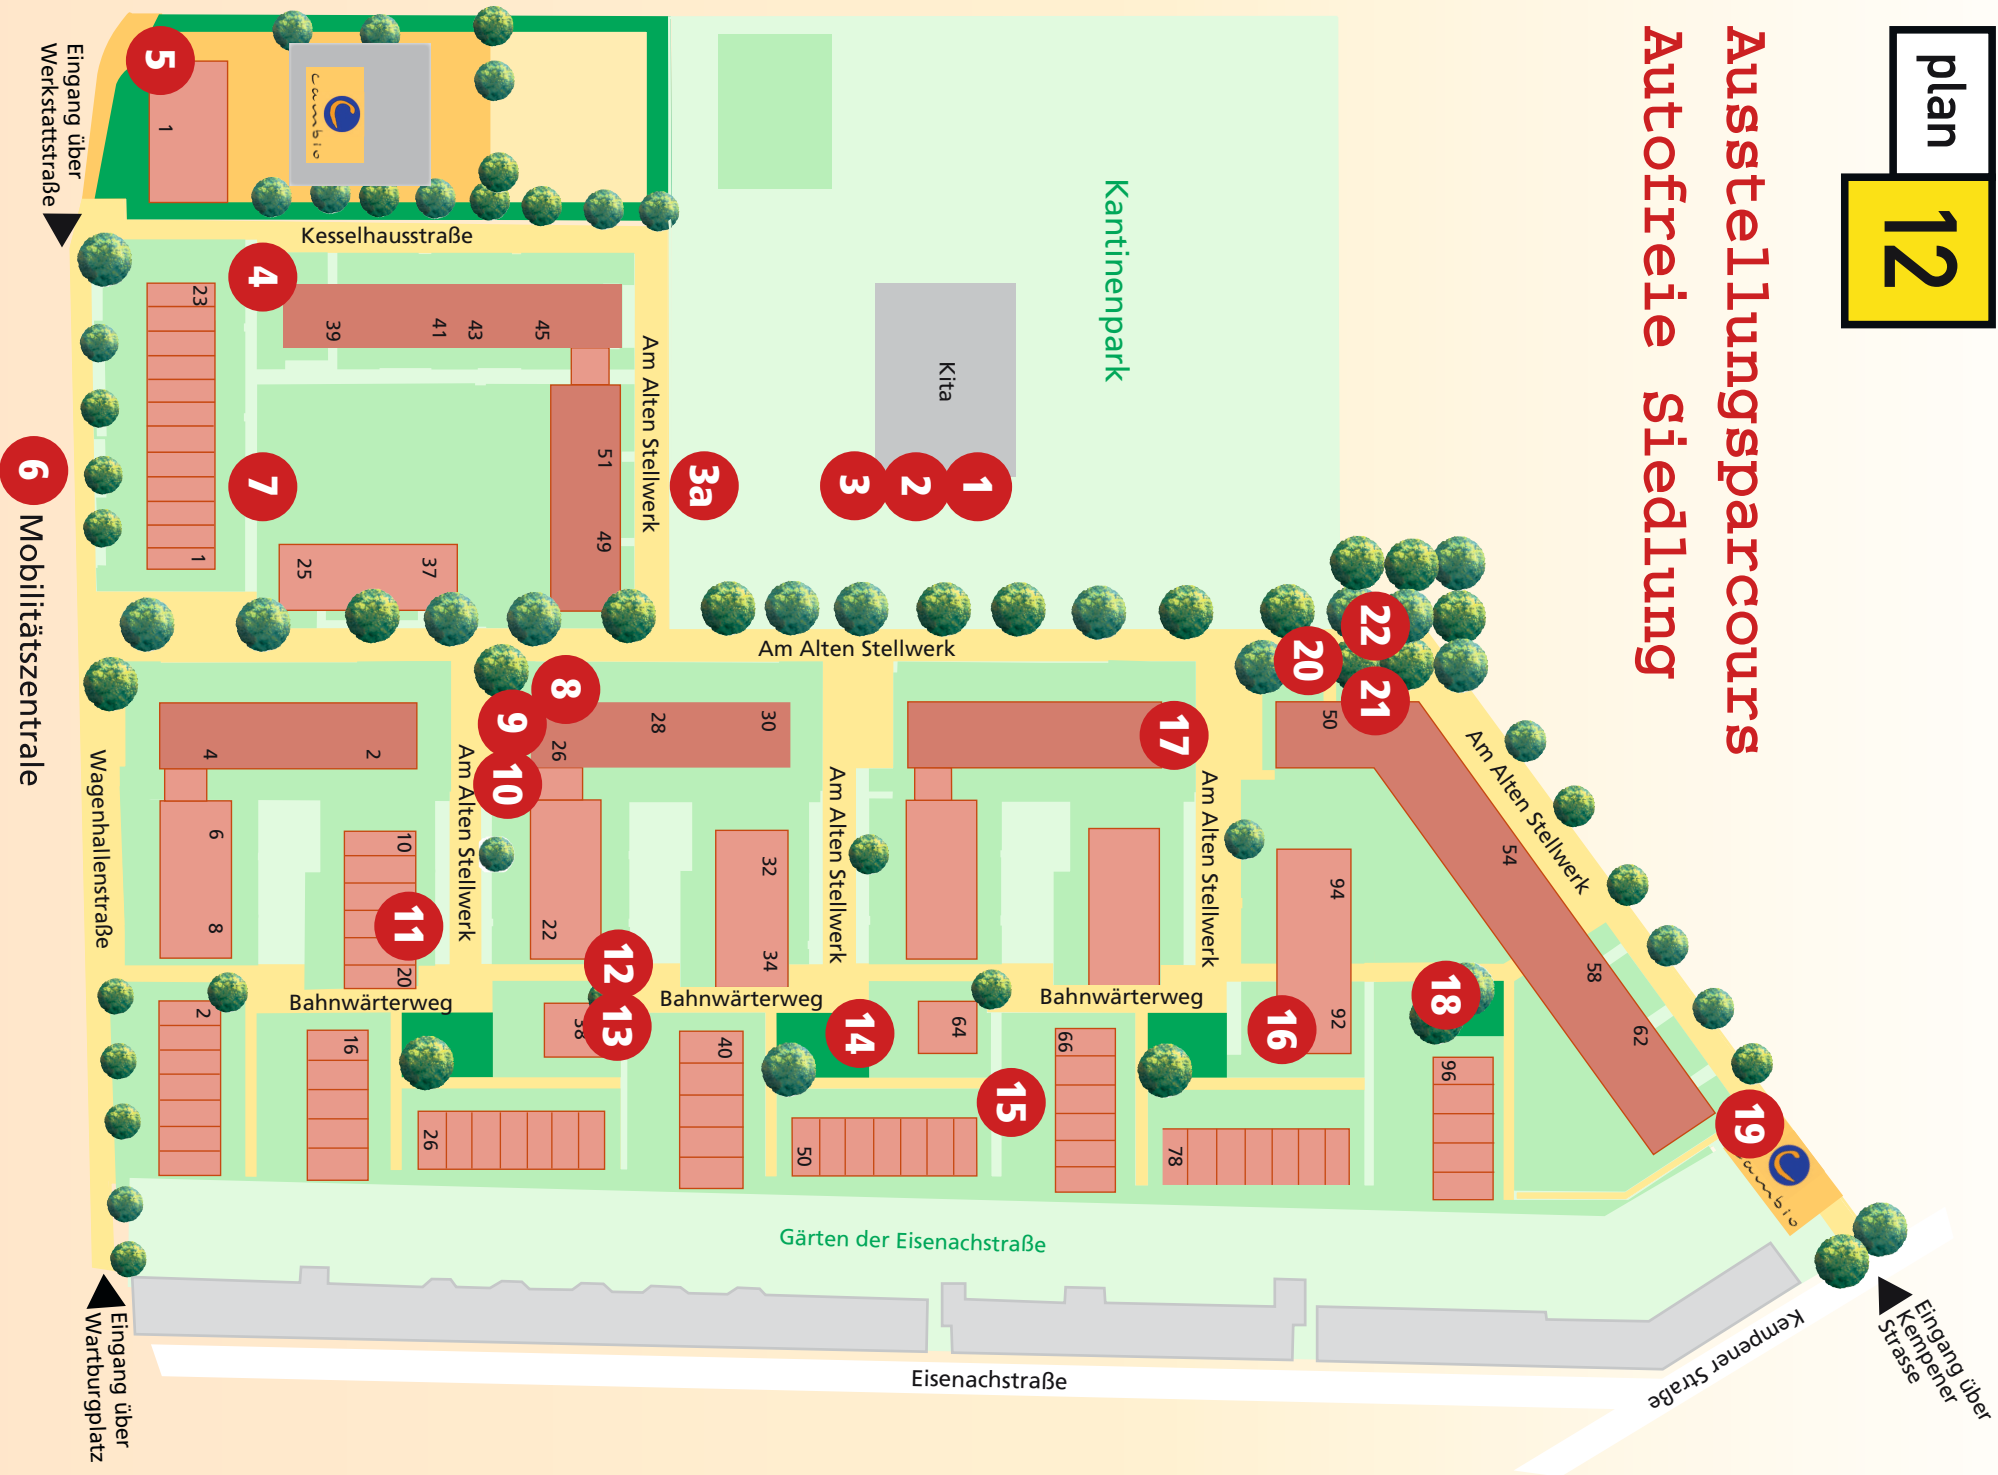 plan
12
Ausstellungsparcours
Autofreie Siedlung
Eingang über
Werkstattstraße
5
1
cambio
Kesselhausstraße
Kantinenpark
Kita
4
23
39
41
43
45
Am Alten Stellwerk
51
49
3a
3
2
1
6
Mobilitätszentrale
7
1
25
37
Am Alten Stellwerk
22
20
21
50
8
9
10
26
28
30
17
4
2
6
8
10
11
20
Wagenhallenstraße
Am Alten Stellwerk
22
32
34
Am Alten Stellwerk
Am Alten Stellwerk
94
92
Am Alten Stellwerk
54
58
62
12
13
38
Bahnwärterweg
Bahnwärterweg
Bahnwärterweg
14
64
66
16
18
96
2
16
26
40
50
15
78
19
cambio
Gärten der Eisenachstraße
Eingang über
Wartburgplatz
Eisenachstraße
Kempener Straße
Eingang über
Kempener
Strasse